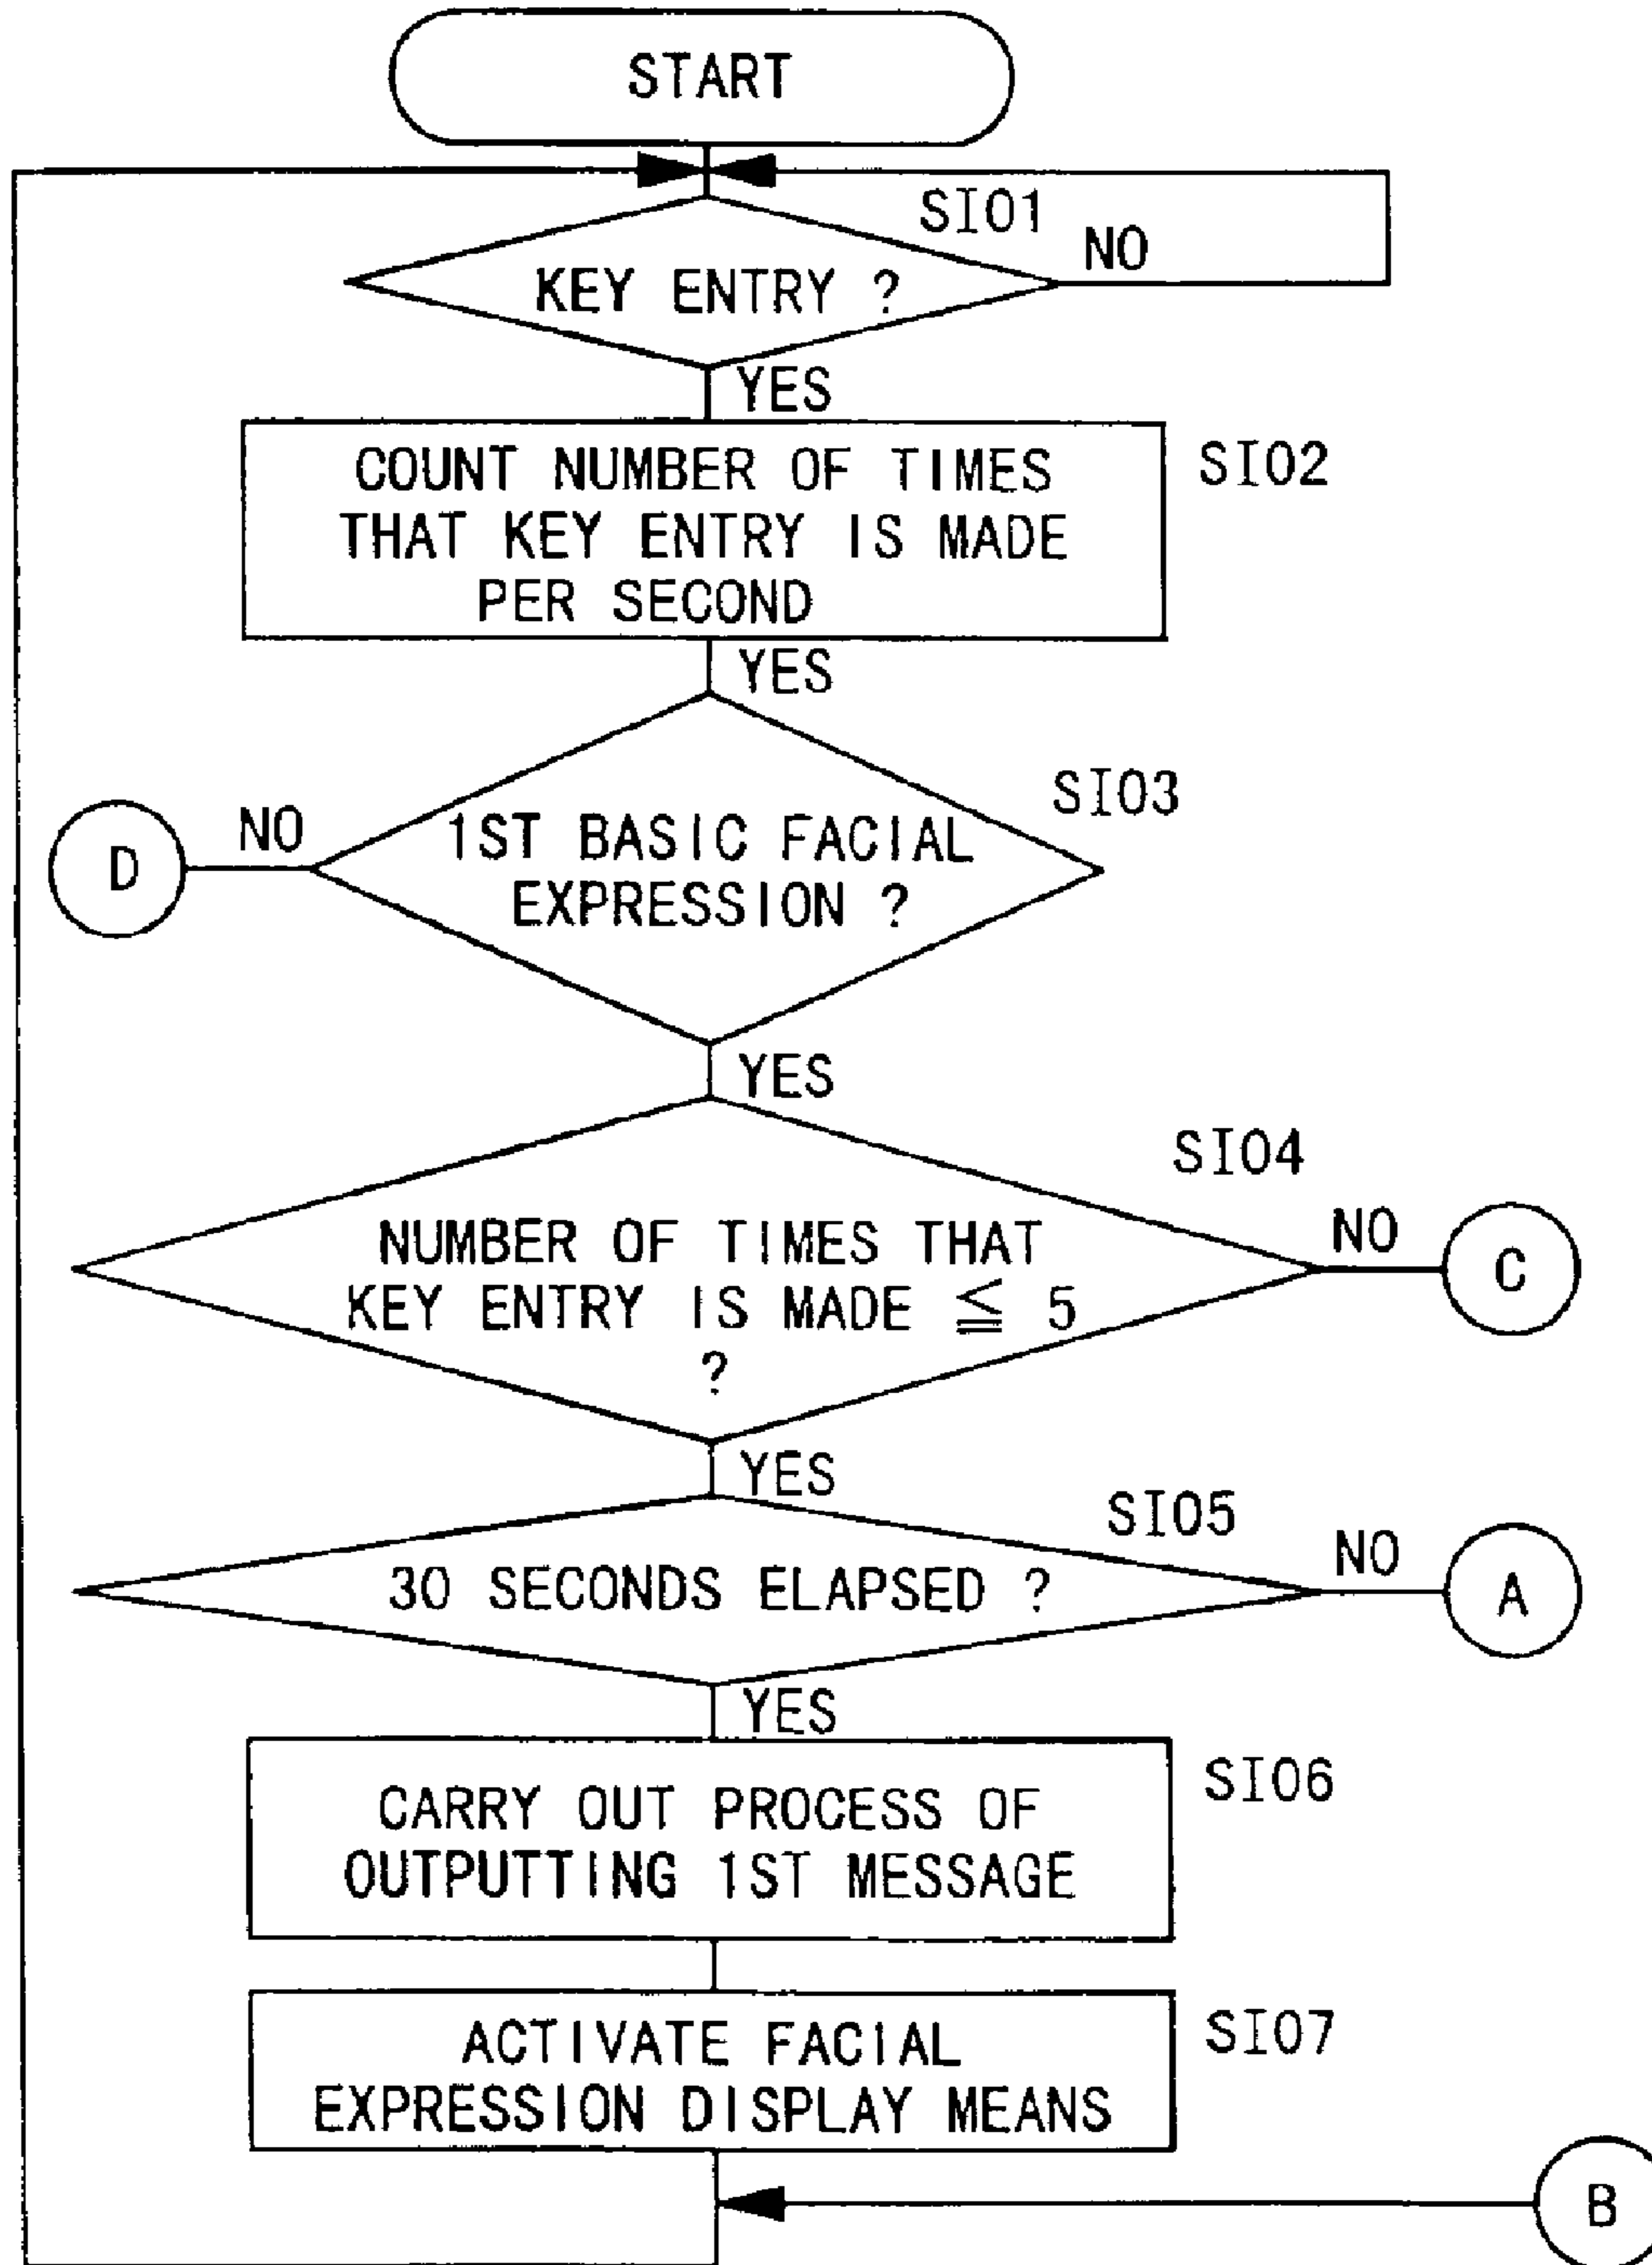 START
SI01
KEY ENTRY ?
NO
YES
COUNT NUMBER OF TIMES
THAT KEY ENTRY IS MADE
PER SECOND
SI02
YES
SI03
NO
D
1ST BASIC FACIAL
EXPRESSION ?
YES
SI04
NUMBER OF TIMES THAT
KEY ENTRY IS MADE ≦ 5
?
NO
C
YES
SI05
30 SECONDS ELAPSED ?
NO
A
YES
CARRY OUT PROCESS OF
OUTPUTTING 1ST MESSAGE
SI06
ACTIVATE FACIAL
EXPRESSION DISPLAY MEANS
SI07
B